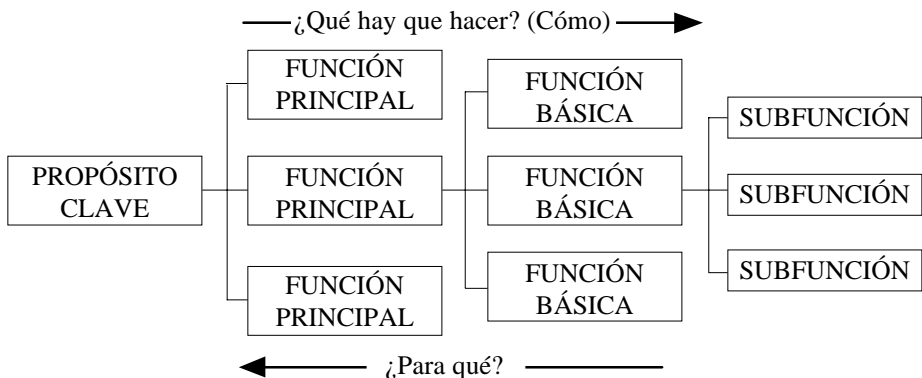 ¿Qué hay que hacer? (Cómo)
PROPÓSITO
CLAVE
FUNCIÓN
PRINCIPAL
FUNCIÓN
PRINCIPAL
FUNCIÓN
PRINCIPAL
FUNCIÓN
BÁSICA
FUNCIÓN
BÁSICA
FUNCIÓN
BÁSICA
SUBFUNCIÓN
SUBFUNCIÓN
SUBFUNCIÓN
¿Para qué?